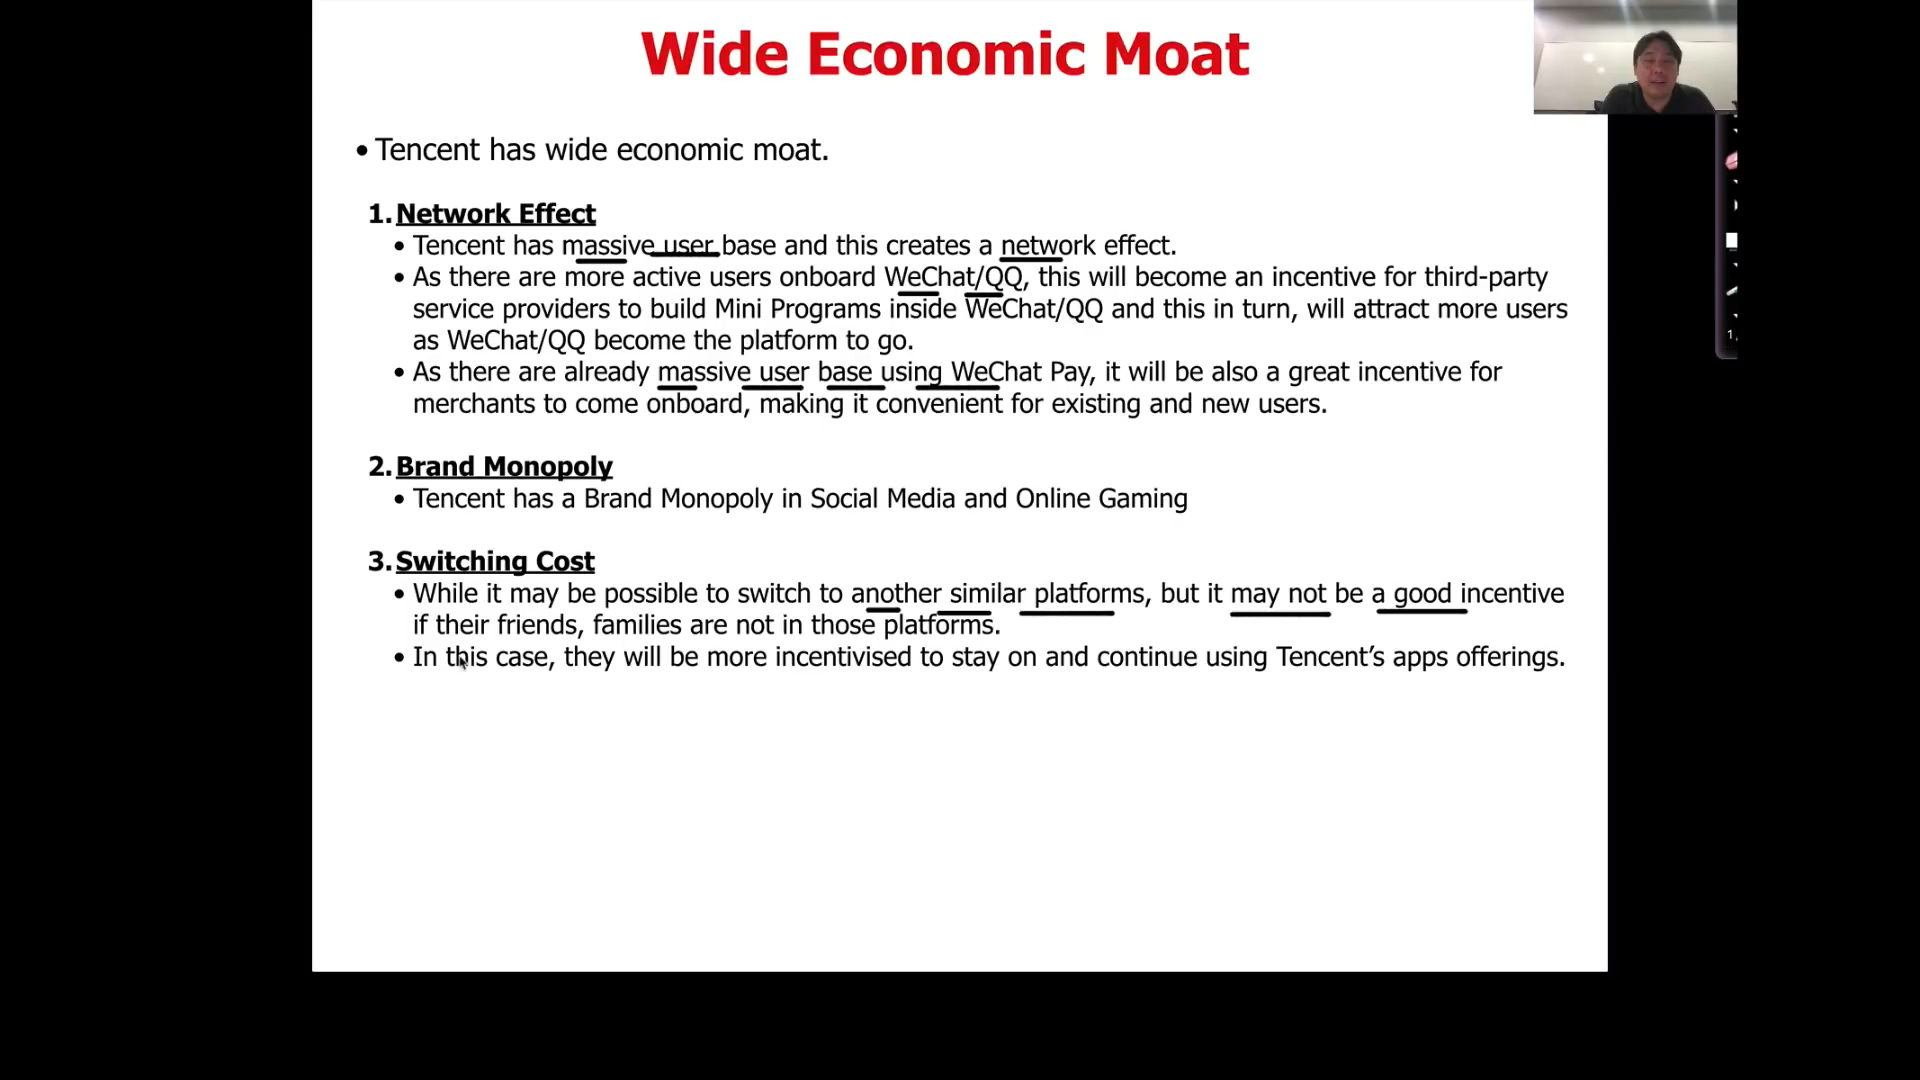 Wide Economic Moat
• Tencent has wide economic moat.
1. Network Effect
• Tencent has massive user base and this creates a network effect.
• As there are more active users onboard WeChat/QQ, this will become an incentive for third-party
service providers to build Mini Programs inside WeChat/QQ and this in turn, will attract more users
as WeChat/QQ become the platform to go.
• As there are already massive user base using WeChat Pay, it will be also a great incentive for
merchants to come onboard, making it convenient for existing and new users.
2. Brand Monopoly
• Tencent has a Brand Monopoly in Social Media and Online Gaming
3. Switching Cost
• While it may be possible to switch to another similar platforms, but it may not be a good incentive
if their friends, families are not in those platforms.
• In this case, they will be more incentivised to stay on and continue using Tencent’s apps offerings.